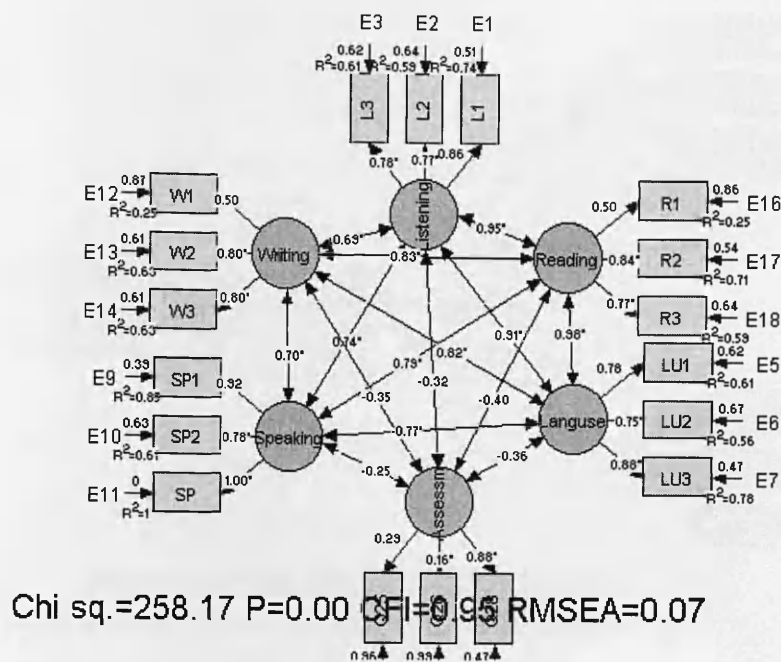 E3 E2 E1
0.62 0.64 0.51
R²=0.61 R²=0.59 R²=0.74
L3 L2 L1
0.78* 0.77* 0.86
Listening
E12 0.87 W1 0.50
R²=0.25
E13 0.61 W2 0.80*
R²=0.63
E14 0.61 W3 0.80*
R²=0.63
Writing
0.69* 0.95*
0.83*
Reading
0.50 R1 0.86 E16
R²=0.25
0.84* R2 0.54 E17
R²=0.71
0.77* R3 0.64 E18
R²=0.59
0.70* 0.74* 0.79* 0.82* 0.91* 0.98*
-0.35 -0.32 -0.40
E9 0.39 SP1 0.92
R²=0.85
E10 0.63 SP2 0.78*
R²=0.61
E11 0 SP 1.00*
R²=1
Speaking
-0.77*
Languse
0.78 LU1 0.62 E5
R²=0.61
0.75* LU2 0.67 E6
R²=0.56
0.88* LU3 0.47 E7
R²=0.78
-0.25 -0.36
Assessm
0.29 0.16* 0.88*
Chi sq.=258.17 P=0.00 CFI=0.95 RMSEA=0.07
0.96 0.99 0.47